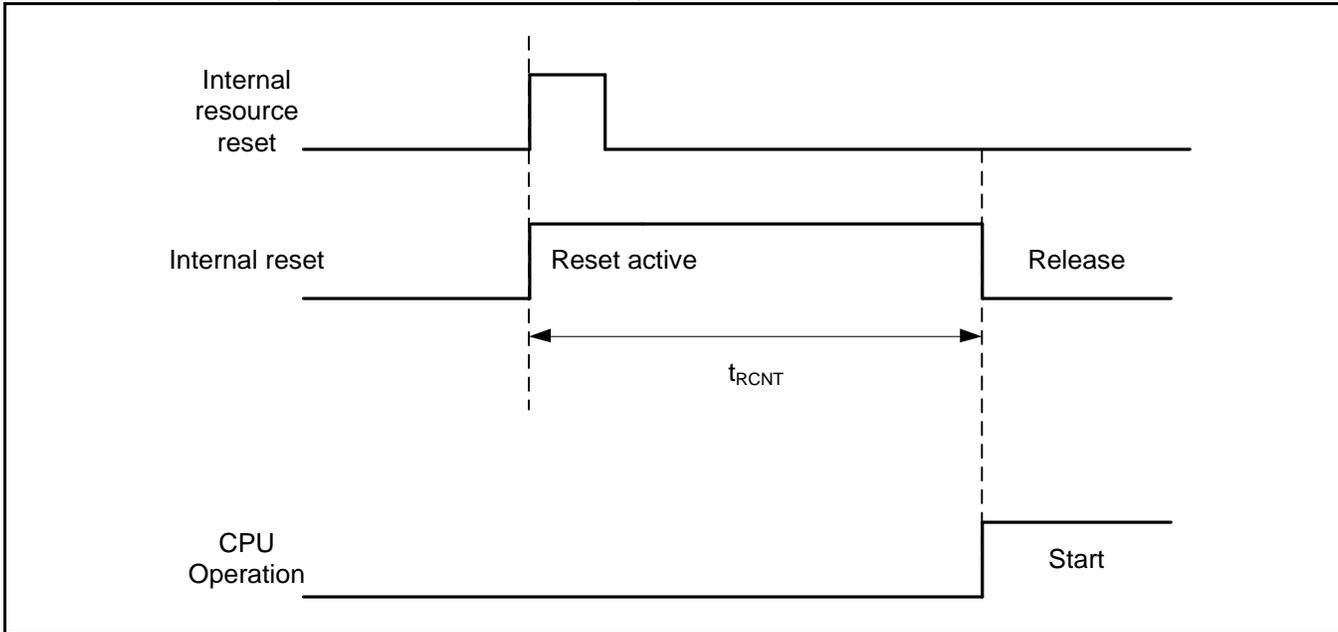 Internal
resource
reset
Internal reset
Reset active
Release
tRCNT
CPU
Operation
Start